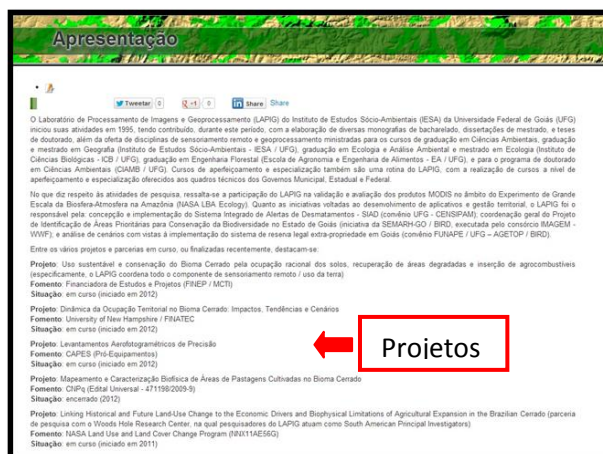 Apresentação
Tweetar 0 +1 0 Share Share
O Laboratório de Processamento de Imagens e Geoprocessamento (LAPIG) do Instituto de Estudos Sócio-Ambientais (IESA) da Universidade Federal de Goiás (UFG)
iniciou suas atividades em 1995, tendo contribuído, durante este período, com a elaboração de diversas monografias de bacharelado, dissertações de mestrado, e teses
de doutorado, além da oferta de disciplinas de sensoriamento remoto e geoprocessamento ministradas para os cursos de graduação em Ciências Ambientais, graduação
e mestrado em Geografia (Instituto de Estudos Sócio-Ambientais - IESA / UFG), graduação em Ecologia e Análise Ambiental e mestrado em Ecologia (Instituto de
Ciências Biológicas - ICB / UFG), graduação em Engenharia Florestal (Escola de Agronomia e Engenharia de Alimentos - EA / UFG), e para o programa de doutorado
em Ciências Ambientais (CIAMB / UFG). Cursos de aperfeiçoamento e especialização também são uma rotina do LAPIG, com a realização de cursos a nível de
aperfeiçoamento e especialização oferecidos aos quadros técnicos dos Governos Municipal, Estadual e Federal.
No que diz respeito às atividades de pesquisa, ressalta-se a participação do LAPIG na validação e avaliação dos produtos MODIS no âmbito do Experimento de Grande
Escala da Biosfera-Atmosfera na Amazônia (NASA LBA Ecology). Quanto as iniciativas voltadas ao desenvolvimento de aplicativos e gestão territorial, o LAPIG foi o
responsável pela: concepção e implementação do Sistema Integrado de Alertas de Desmatamentos - SIAD (convênio UFG - CENSIPAM); coordenação geral do Projeto
de Identificação de Áreas Prioritárias para Conservação da Biodiversidade no Estado de Goiás (iniciativa da SEMARH-GO / BIRD, executada pelo consórcio IMAGEM -
WWF); e análise de cenários com vistas à implementação do sistema de reserva legal extra-propriedade em Goiás (convênio FUNAPE / UFG – AGETOP / BIRD).
Entre os vários projetos e parcerias em curso, ou finalizadas recentemente, destacam-se:
Projeto: Uso sustentável e conservação do Bioma Cerrado pela ocupação racional dos solos, recuperação de áreas degradadas e inserção de agrocombustíveis
(especificamente, o LAPIG coordena todo o componente de sensoriamento remoto / uso da terra)
Fomento: Financiadora de Estudos e Projetos (FINEP / MCTI)
Situação: em curso (iniciado em 2012)
Projeto: Dinâmica da Ocupação Territorial no Bioma Cerrado: Impactos, Tendências e Cenários
Fomento: University of New Hampshire / FINATEC
Situação: em curso (iniciado em 2012)
Projeto: Levantamentos Aerofotogramétricos de Precisão
Fomento: CAPES (Pró-Equipamentos)
Situação: em curso (iniciado em 2012)
Projetos
Projeto: Mapeamento e Caracterização Biofísica de Áreas de Pastagens Cultivadas no Bioma Cerrado
Fomento: CNPq (Edital Universal - 471198/2009-9)
Situação: encerrado (2012)
Projeto: Linking Historical and Future Land-Use Change to the Economic Drivers and Biophysical Limitations of Agricultural Expansion in the Brazilian Cerrado (parceria
de pesquisa com o Woods Hole Research Center, na qual pesquisadores do LAPIG atuam como South American Principal Investigators)
Fomento: NASA Land Use and Land Cover Change Program (NNX11AE56G)
Situação: em curso (iniciado em 2011)